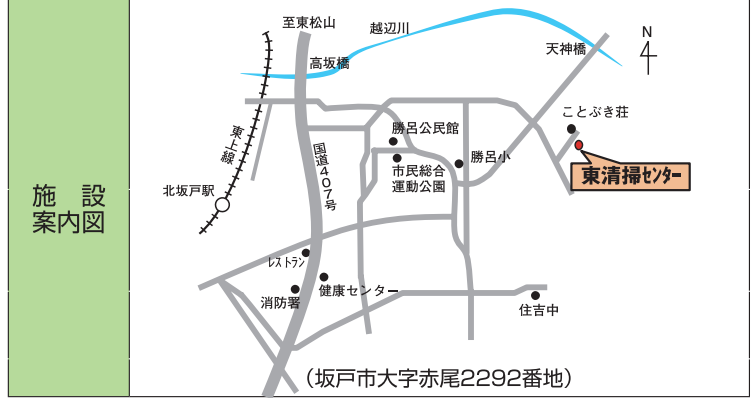 施設
案内図
至東松山
越辺川
天神橋
N
高坂橋
ことぶき荘
東上線
勝呂公民館
国道407号
勝呂小
市民総合
運動公園
東清掃センター
北坂戸駅
レストラン
健康センター
消防署
住吉中
（坂戸市大字赤尾2292番地）